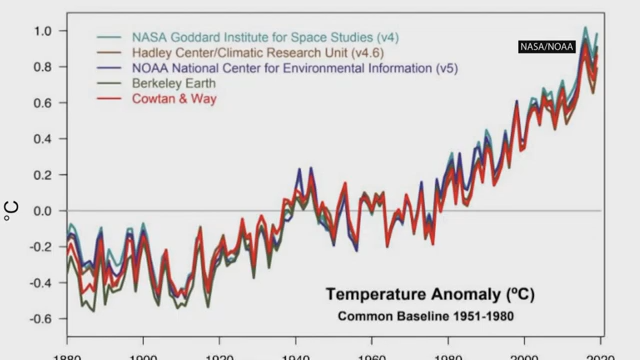 NASA/NOAA
NASA Goddard Institute for Space Studies (v4)
Hadley Center/Climatic Research Unit (v4.6)
NOAA National Center for Environmental Information (v5)
Berkeley Earth
Cowtan & Way
1.0
0.8
0.6
0.4
0.2
0.0
-0.2
-0.4
-0.6
°C
Temperature Anomaly (ºC)
Common Baseline 1951-1980
1880 1900 1920 1940 1960 1980 2000 2020